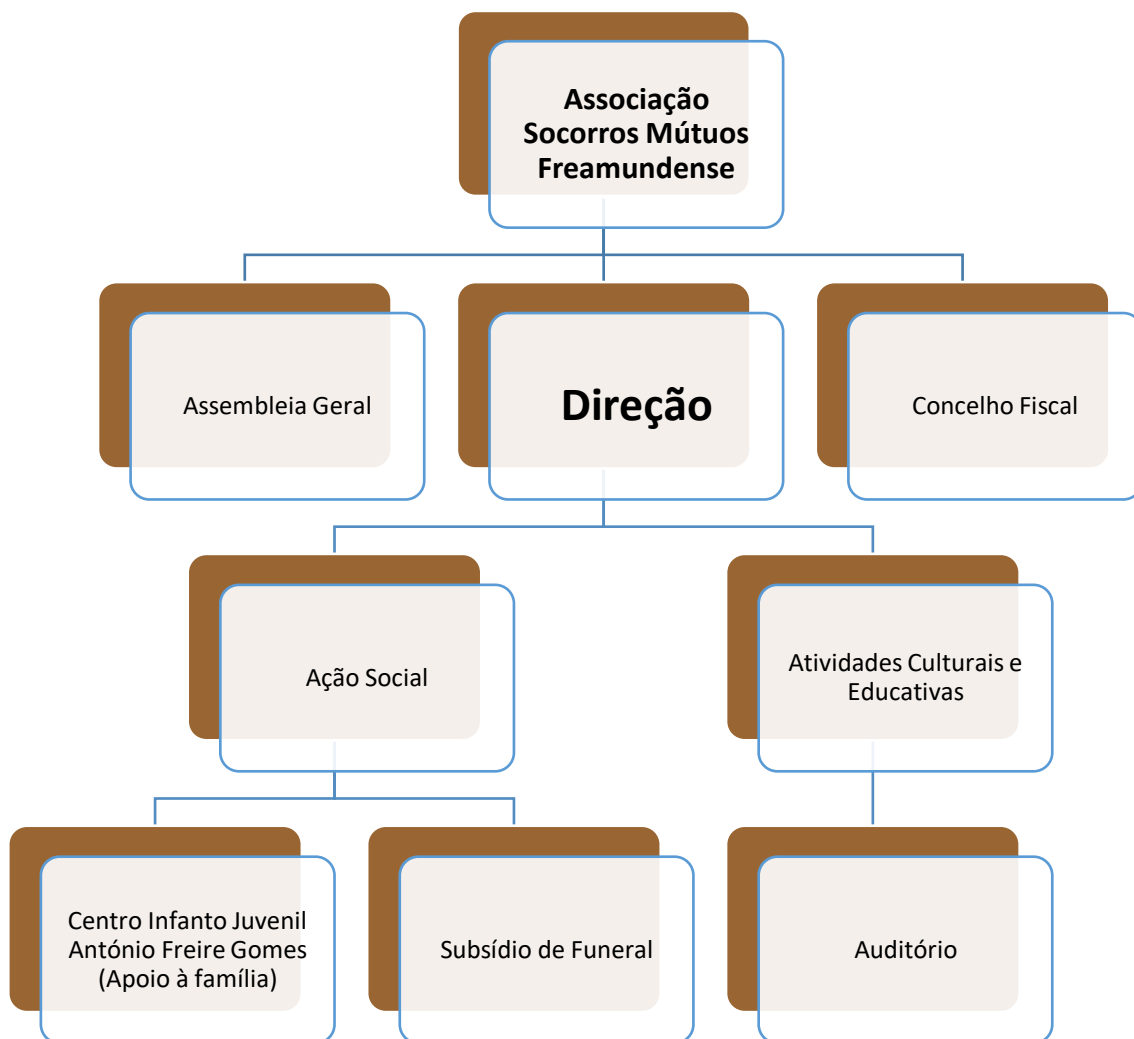 Associação
Socorros Mútuos
Freamundense
Assembleia Geral
Direção
Concelho Fiscal
Ação Social
Atividades Culturais e
Educativas
Centro Infanto Juvenil
António Freire Gomes
(Apoio à família)
Subsídio de Funeral
Auditório